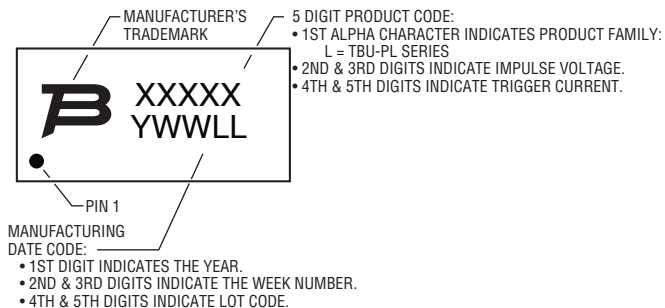 MANUFACTURER'S
TRADEMARK
5 DIGIT PRODUCT CODE:
• 1ST ALPHA CHARACTER INDICATES PRODUCT FAMILY:
L = TBU-PL SERIES
• 2ND & 3RD DIGITS INDICATE IMPULSE VOLTAGE.
• 4TH & 5TH DIGITS INDICATE TRIGGER CURRENT.
B
XXXXX
YWWLL
PIN 1
MANUFACTURING
DATE CODE:
• 1ST DIGIT INDICATES THE YEAR.
• 2ND & 3RD DIGITS INDICATE THE WEEK NUMBER.
• 4TH & 5TH DIGITS INDICATE LOT CODE.